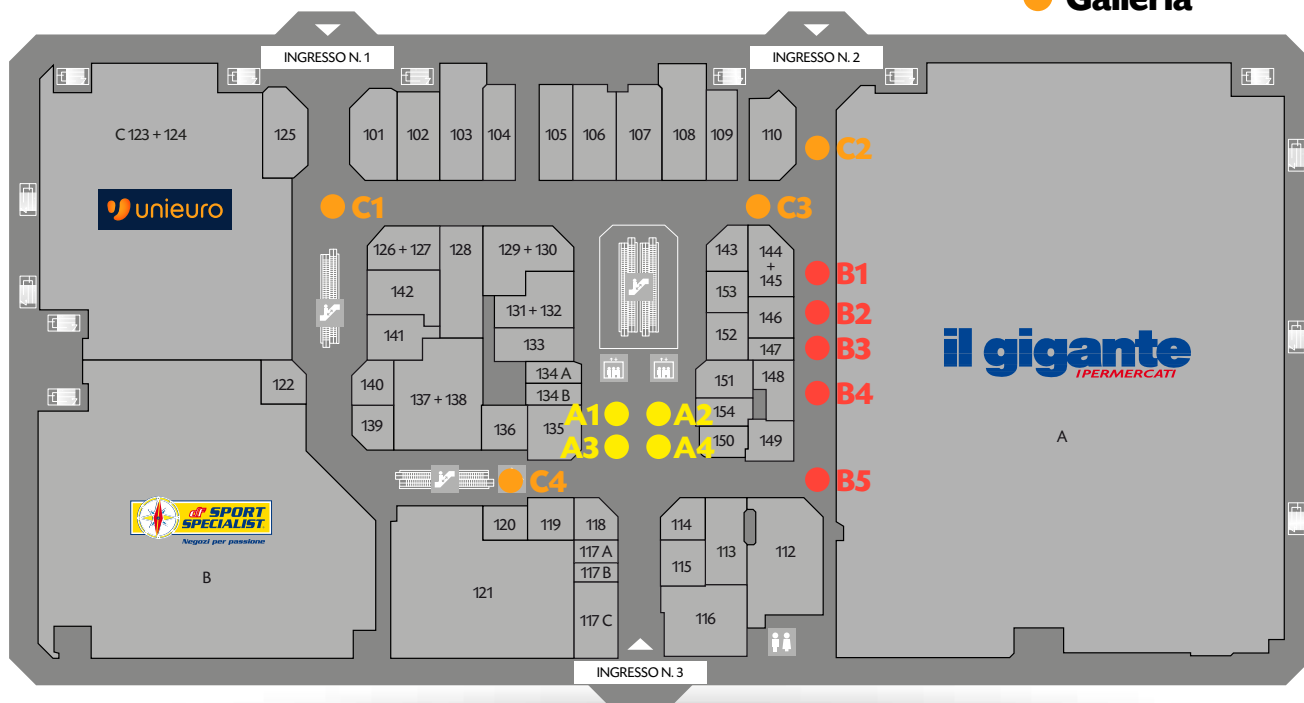 Galleria
INGRESSO N. 1
INGRESSO N. 2
C 123 + 124
125
101
102
103
104
105
106
107
108
109
110
C2
unieuro
C1
C3
126 + 127
128
129 + 130
143
144
+
145
B1
142
153
131 + 132
146
B2
141
133
152
147
B3
il gigante
IPERMERCATI
122
140
137 + 138
134 A
134 B
151
148
B4
139
136
135
A1
A2
154
A3
A4
150
149
A
C4
B5
df SPORT
SPECIALIST
Negozi per passione
B
120
119
118
114
113
112
117 A
115
117 B
121
117 C
116
INGRESSO N. 3